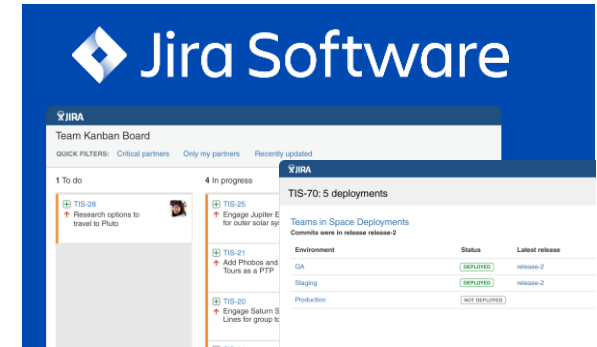 Jira Software
JIRA
Team Kanban Board
QUICK FILTERS: Critical partners Only my partners Recently updated
1 To do
TIS-28
Research options to
travel to Pluto
4 In progress
TIS-25
Engage Jupiter E
for outer solar sy
TIS-21
Add Phobos and
Tours as a PTP
TIS-20
Engage Saturn S
Lines for group to
JIRA
TIS-70: 5 deployments
Teams in Space Deployments
Commits were in release release-2
Environment Status Latest release
QA DEPLOYED release-2
Staging DEPLOYED release-2
Production NOT DEPLOYED